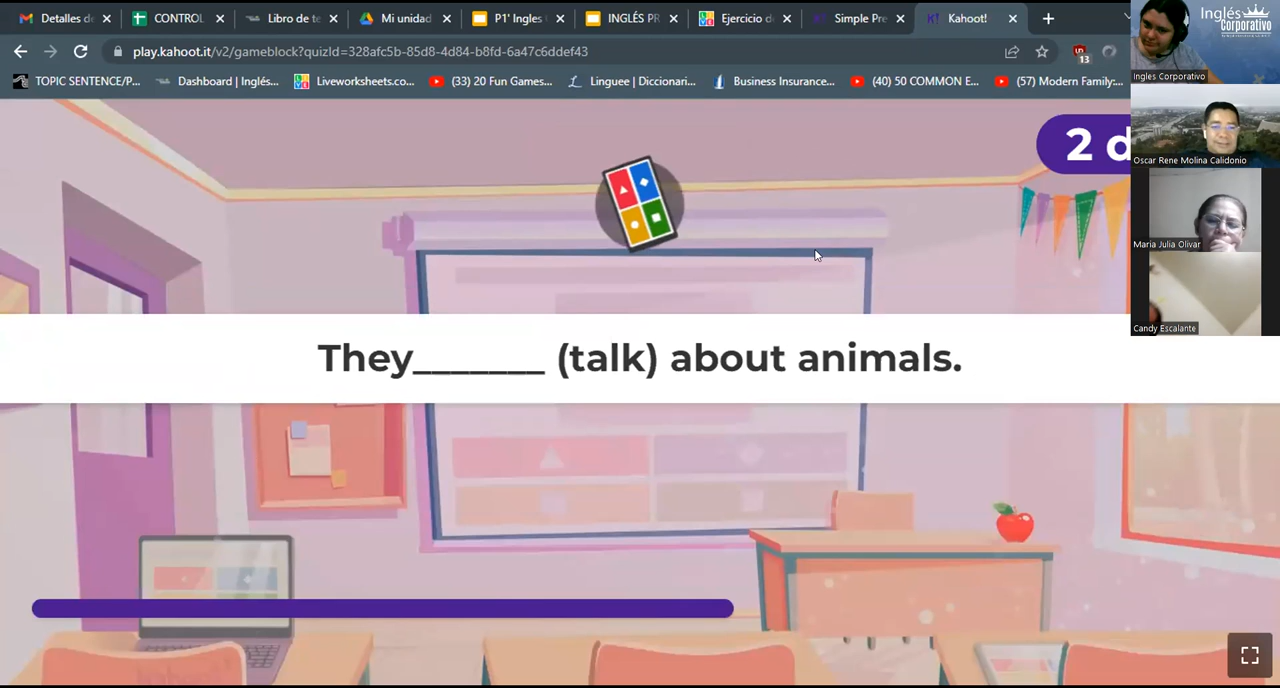 Detalles de
CONTROL
Libro de te
Mi unidad
P1' Ingles
INGLÉS PR
Ejercicio d
Simple Pre
Kahoot!
play.kahoot.it/v2/gameblock?quizId=328afc5b-85d8-4d84-b8fd-6a47c6ddef43
13
TOPIC SENTENCE/P...
Dashboard | Inglés...
Liveworksheets.co...
(33) 20 Fun Games...
Linguee | Diccionari...
Business Insurance...
(40) 50 COMMON E...
(57) Modern Family:...
Inglés
Corporativo
Ingles Corporativo
Oscar Rene Molina Calidonio
Maria Julia Olivar
Candy Escalante
2 d
They_______ (talk) about animals.